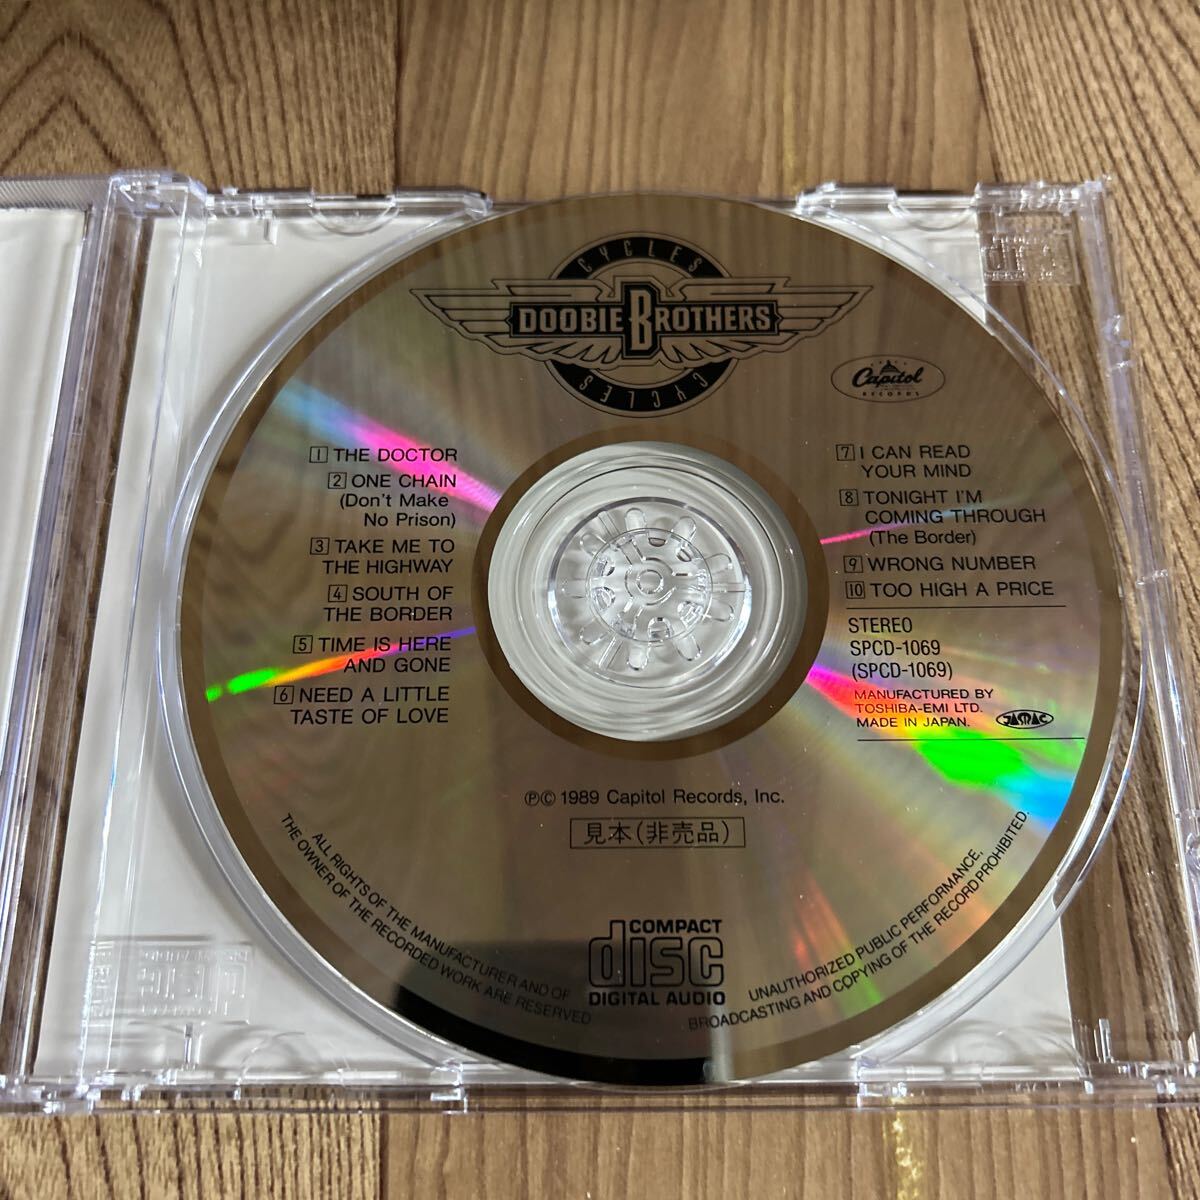 CYCLES
DOOBIE BROTHERS
CYCLES
Capitol
RECORDS
1 THE DOCTOR
2 ONE CHAIN
(Don't Make
No Prison)
3 TAKE ME TO
THE HIGHWAY
4 SOUTH OF
THE BORDER
5 TIME IS HERE
AND GONE
6 NEED A LITTLE
TASTE OF LOVE
7 I CAN READ
YOUR MIND
8 TONIGHT I'M
COMING THROUGH
(The Border)
9 WRONG NUMBER
10 TOO HIGH A PRICE
STEREO
SPCD-1069
(SPCD-1069)
MANUFACTURED BY
TOSHIBA-EMI LTD.
MADE IN JAPAN.
JASRAC
℗© 1989 Capitol Records, Inc.
見本(非売品)
COMPACT
disc
DIGITAL AUDIO
ALL RIGHTS OF THE MANUFACTURER AND OF
THE OWNER OF THE RECORDED WORK ARE RESERVED
UNAUTHORIZED PUBLIC PERFORMANCE,
BROADCASTING AND COPYING OF THE RECORD PROHIBITED.